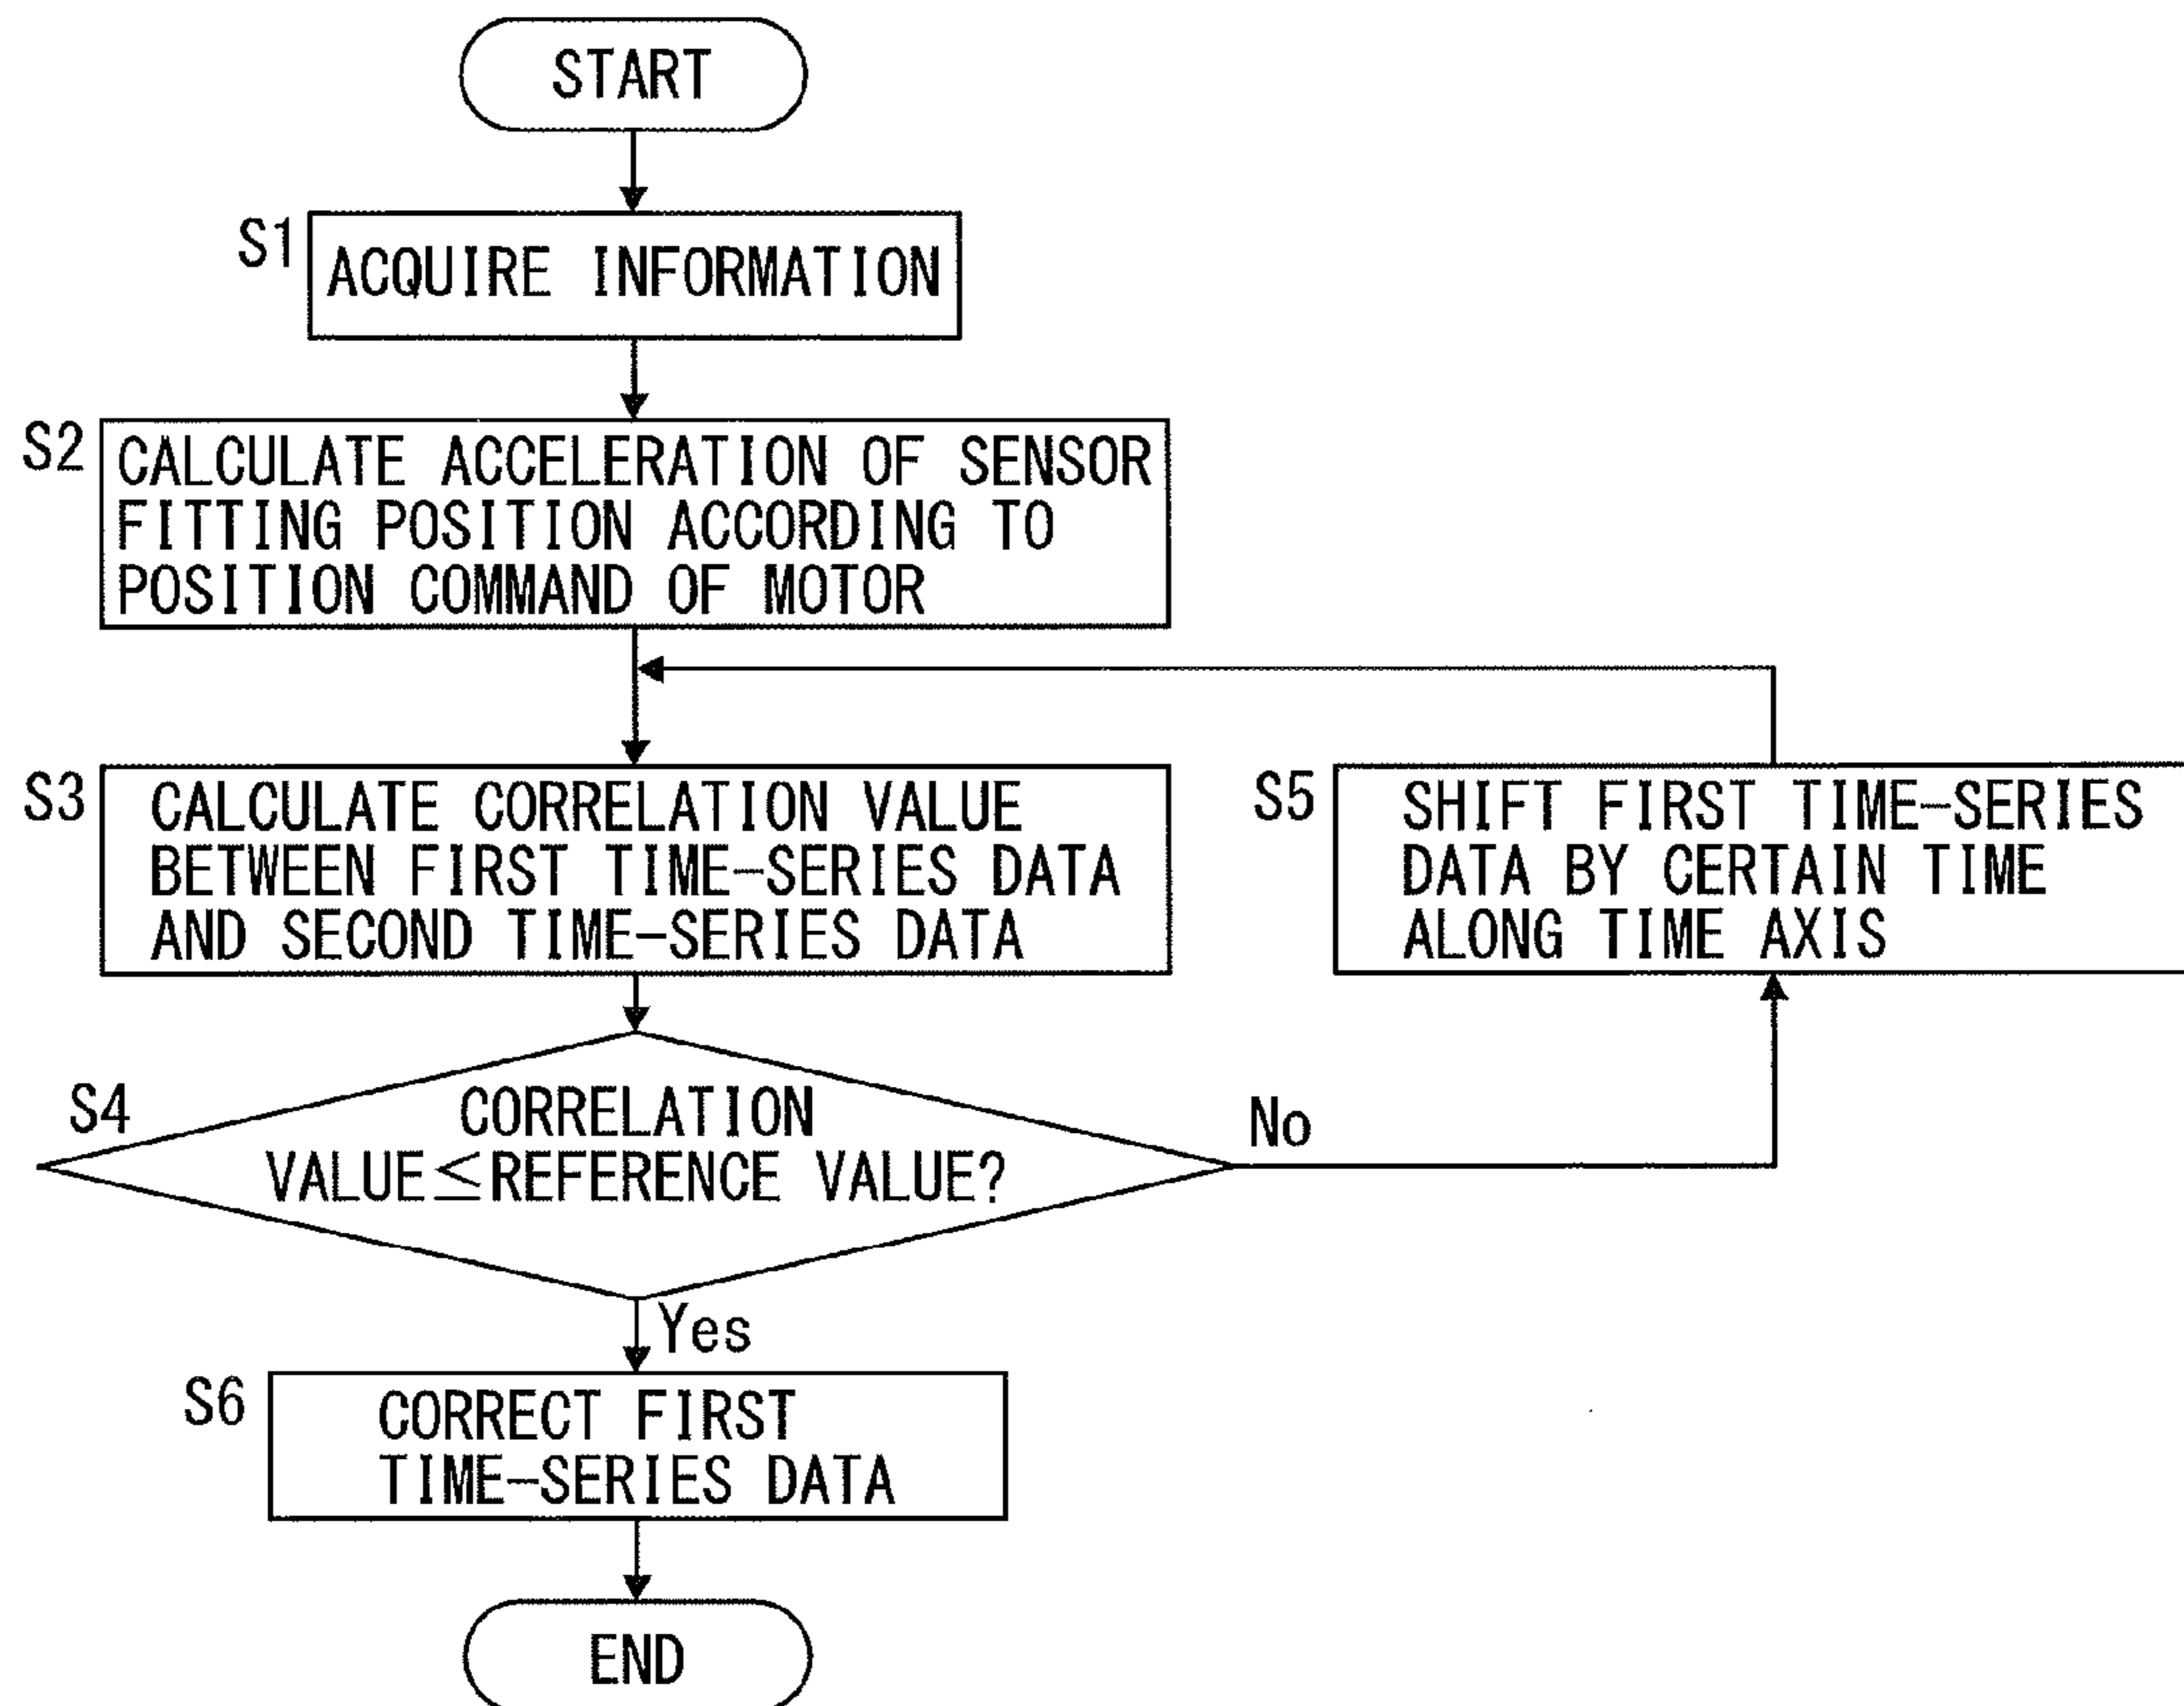 START
S1
ACQUIRE INFORMATION
S2
CALCULATE ACCELERATION OF SENSOR
FITTING POSITION ACCORDING TO
POSITION COMMAND OF MOTOR
S3
CALCULATE CORRELATION VALUE
BETWEEN FIRST TIME-SERIES DATA
AND SECOND TIME-SERIES DATA
S5
SHIFT FIRST TIME-SERIES
DATA BY CERTAIN TIME
ALONG TIME AXIS
S4
CORRELATION
VALUE≦REFERENCE VALUE?
No
Yes
S6
CORRECT FIRST
TIME-SERIES DATA
END